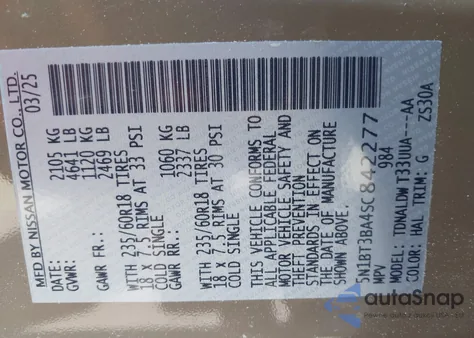 MFD BY NISSAN MOTOR CO., LTD.
DATE: 03/25
GVWR: 2105 KG
4641 LB
GAWR FR: 1120 KG
2469 LB
WITH 235/60R18 TIRES
18 X 7.5 RIMS AT 33 PSI
COLD SINGLE
GAWR RR: 1060 KG
2337 LB
WITH 235/60R18 TIRES
18 X 7.5 RIMS AT 30 PSI
COLD SINGLE
THIS VEHICLE CONFORMS TO
ALL APPLICABLE FEDERAL
MOTOR VEHICLE SAFETY AND
THEFT PREVENTION
STANDARDS IN EFFECT ON
THE DATE OF MANUFACTURE
SHOWN ABOVE.
5N1BT3BA4SC842277
MPV 984
MODEL: TDNALDW T33UUA----AA
COLOR: HAL TRIM: G ZS30A
autoSnap